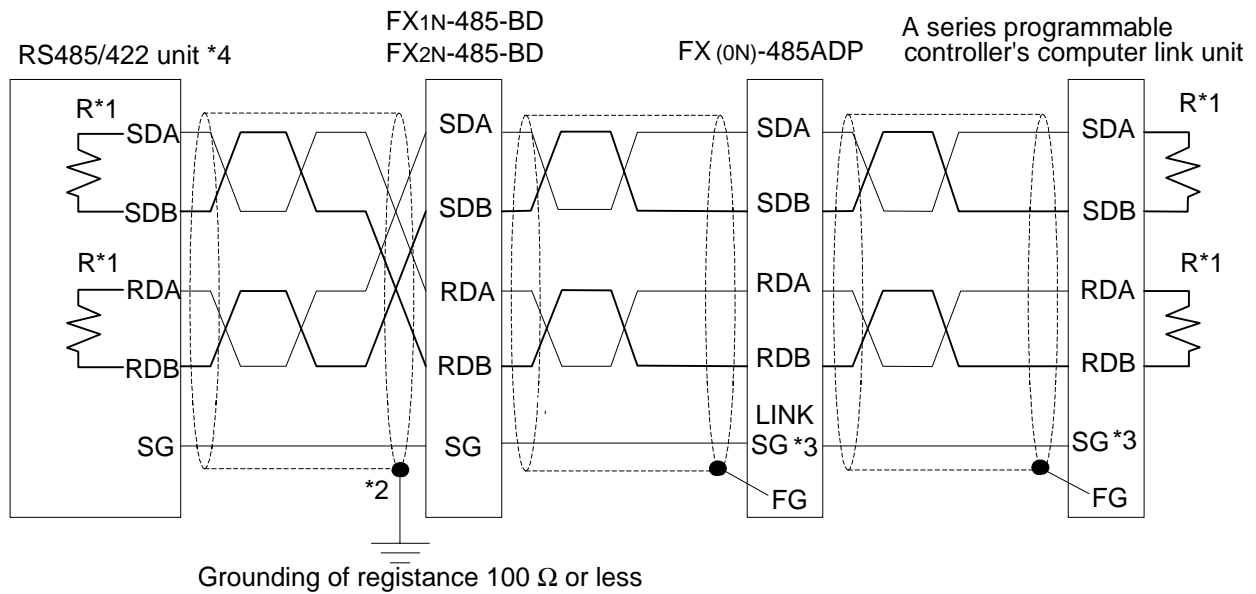 FX1N-485-BD
FX2N-485-BD
RS485/422 unit *4
FX (0N)-485ADP
A series programmable
controller's computer link unit
R*1
SDA
SDB
R*1
RDA
RDB
SG
*2
SDA
SDB
RDA
RDB
SG
SDA
SDB
RDA
RDB
LINK
SG *3
FG
SDA
SDB
RDA
RDB
SG *3
FG
R*1
R*1
Grounding of registance 100 Ω or less